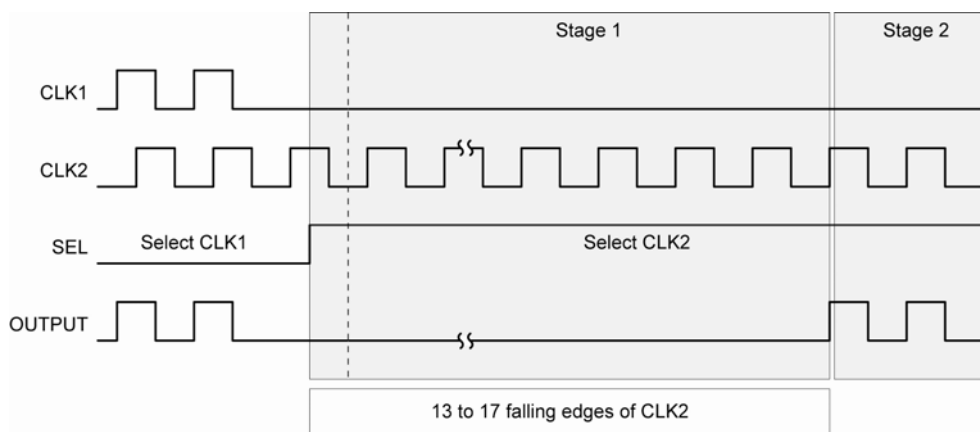 Stage 1
Stage 2
CLK1
CLK2
SEL
Select CLK1
Select CLK2
OUTPUT
13 to 17 falling edges of CLK2